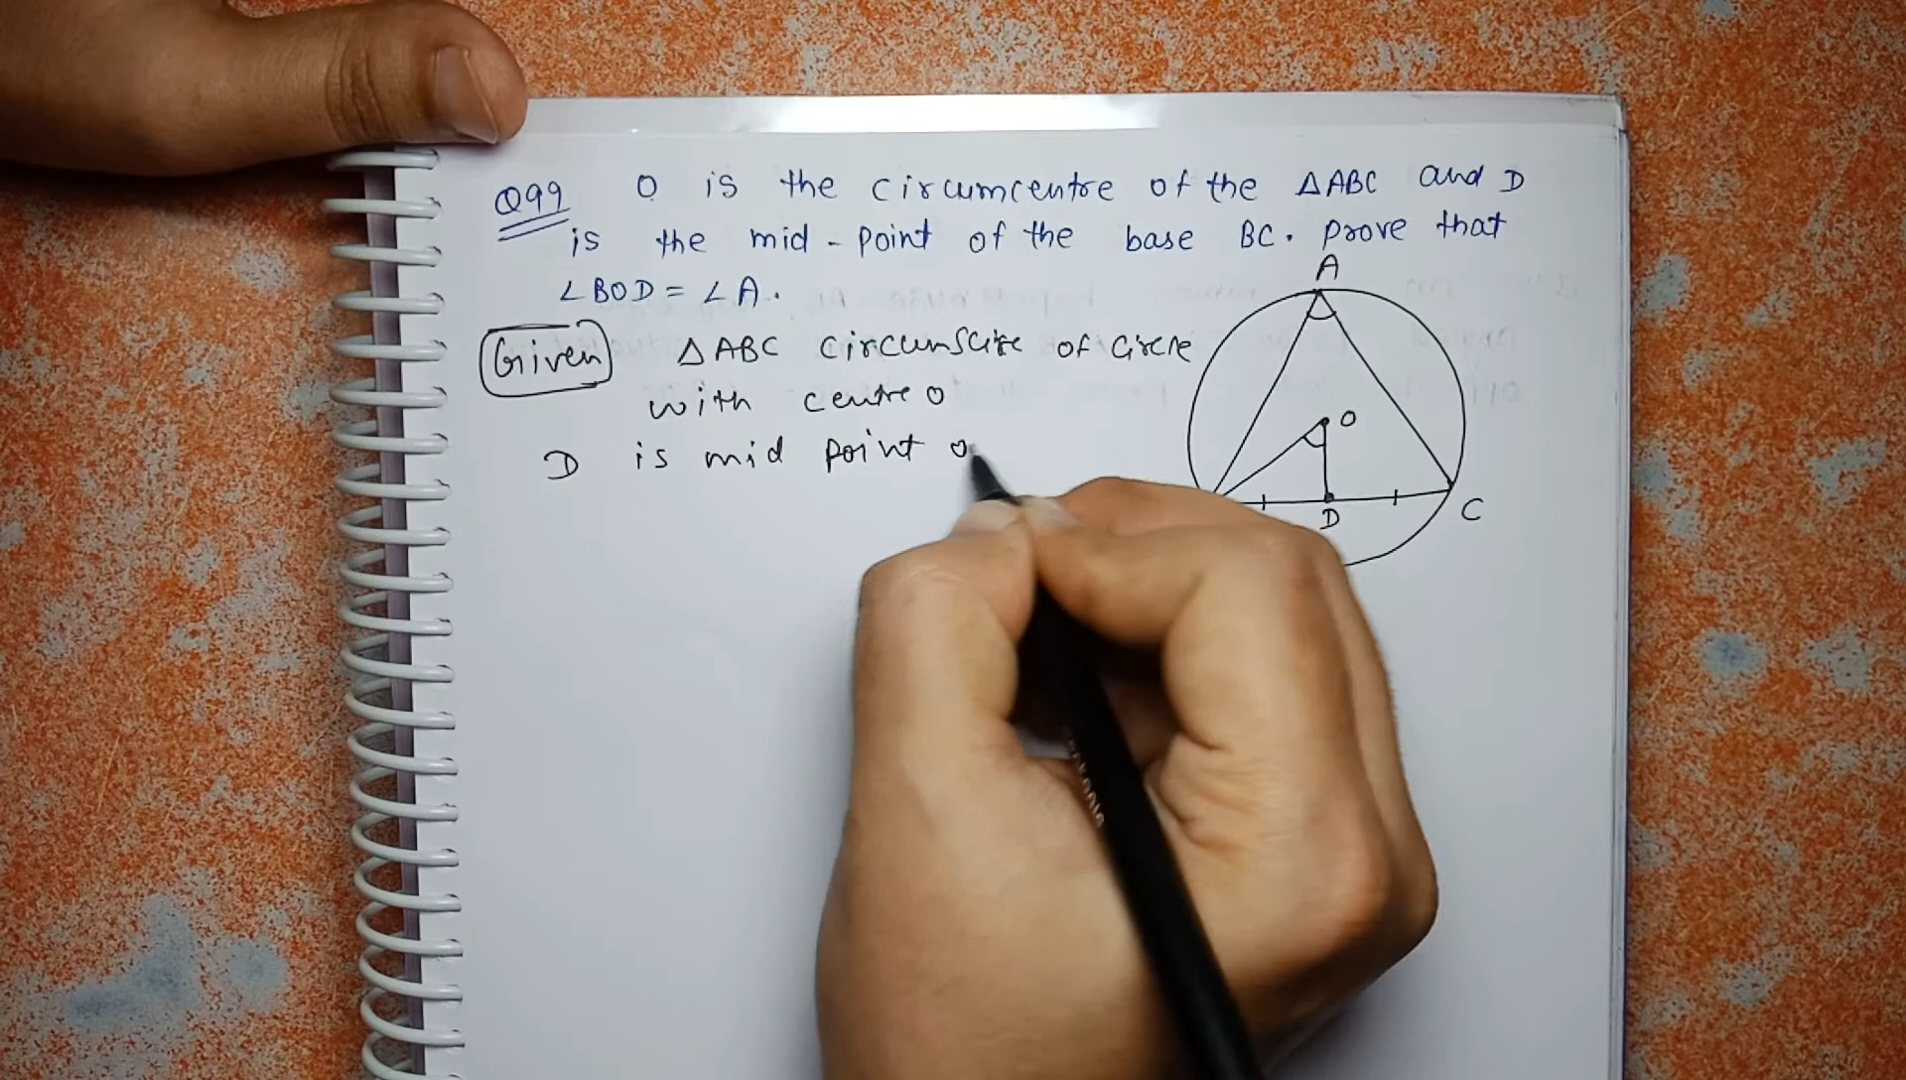 Q99 O is the circumcentre of the ΔABC and D
is the mid-point of the base BC. prove that
∠BOD = ∠A.
A
Given ΔABC circumscire of circle
with centre O
O
D is mid point o
D
C